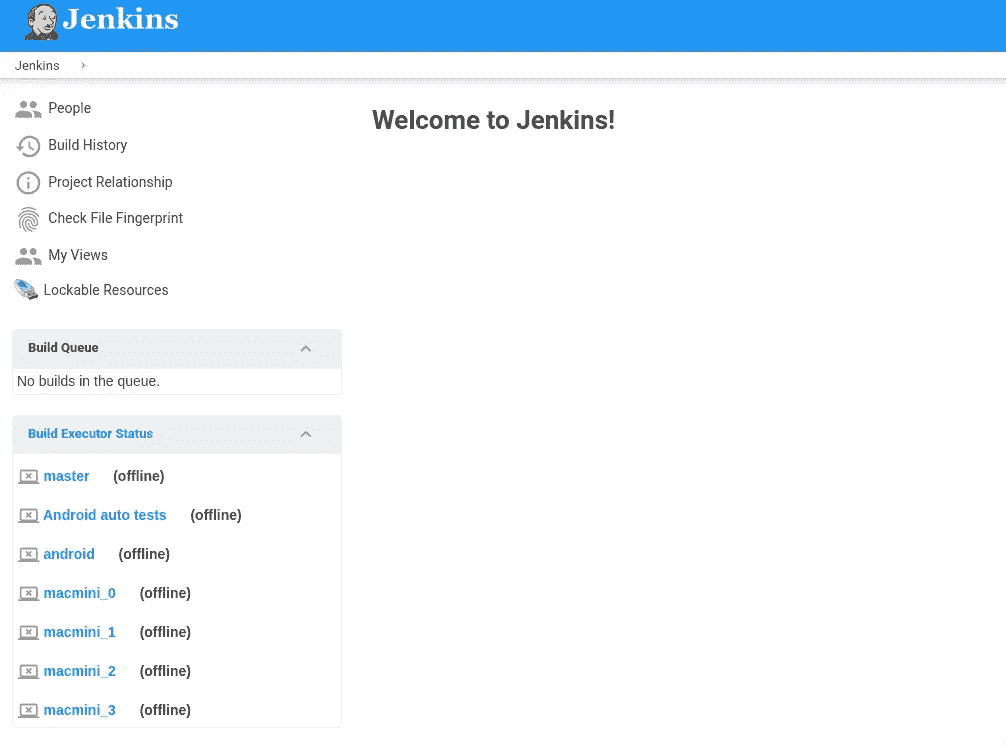 Jenkins
Jenkins
People
Build History
Project Relationship
Check File Fingerprint
My Views
Lockable Resources
Welcome to Jenkins!
Build Queue
No builds in the queue.
Build Executor Status
master (offline)
Android auto tests (offline)
android (offline)
macmini_0 (offline)
macmini_1 (offline)
macmini_2 (offline)
macmini_3 (offline)